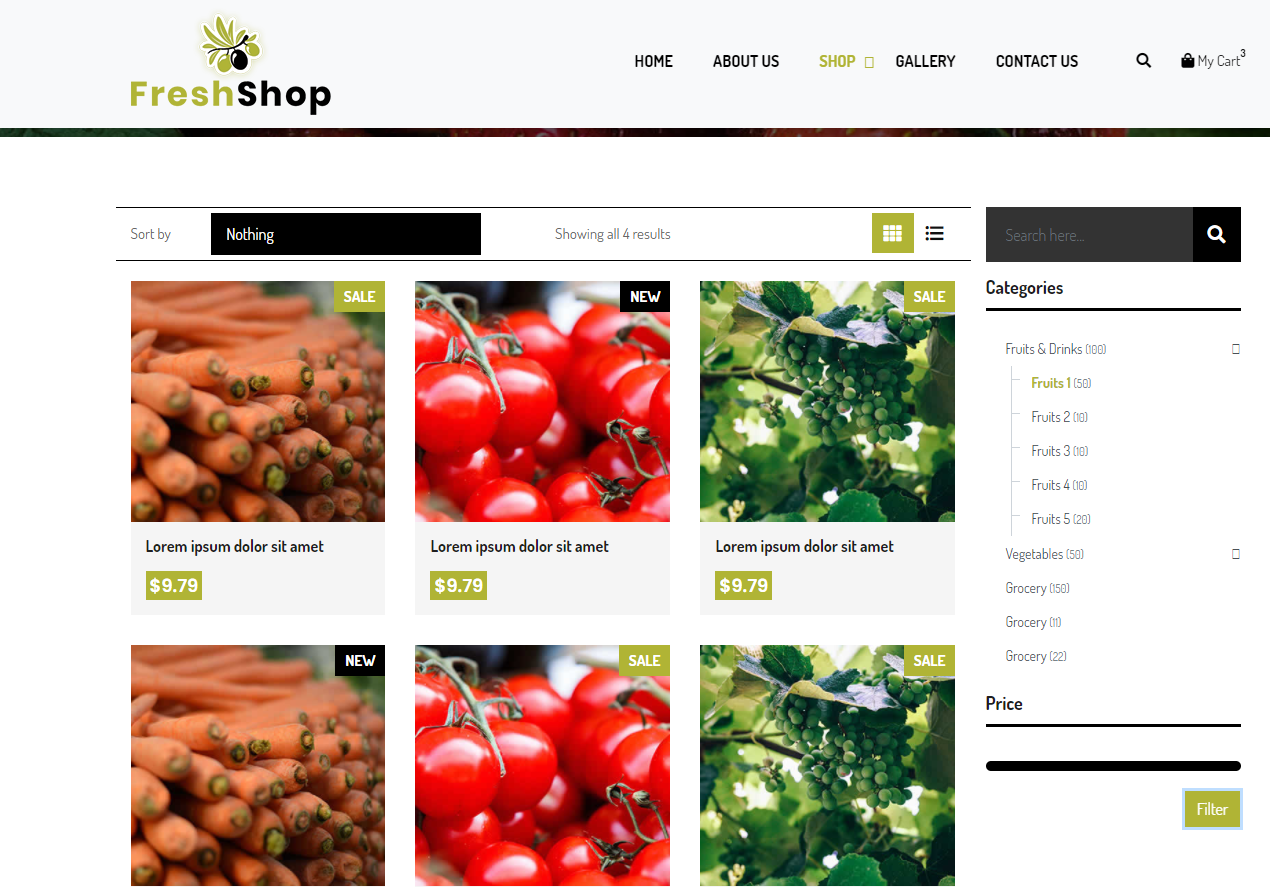 HOME ABOUT US SHOP GALLERY CONTACT US My Cart 3
FreshShop
Sort by Nothing Showing all 4 results
Search here...
SALE
NEW
SALE
Lorem ipsum dolor sit amet
$9.79
Lorem ipsum dolor sit amet
$9.79
Lorem ipsum dolor sit amet
$9.79
NEW
SALE
SALE
Categories
Fruits & Drinks (100)
Fruits 1 (50)
Fruits 2 (10)
Fruits 3 (10)
Fruits 4 (10)
Fruits 5 (20)
Vegetables (50)
Grocery (150)
Grocery (11)
Grocery (22)
Price
Filter